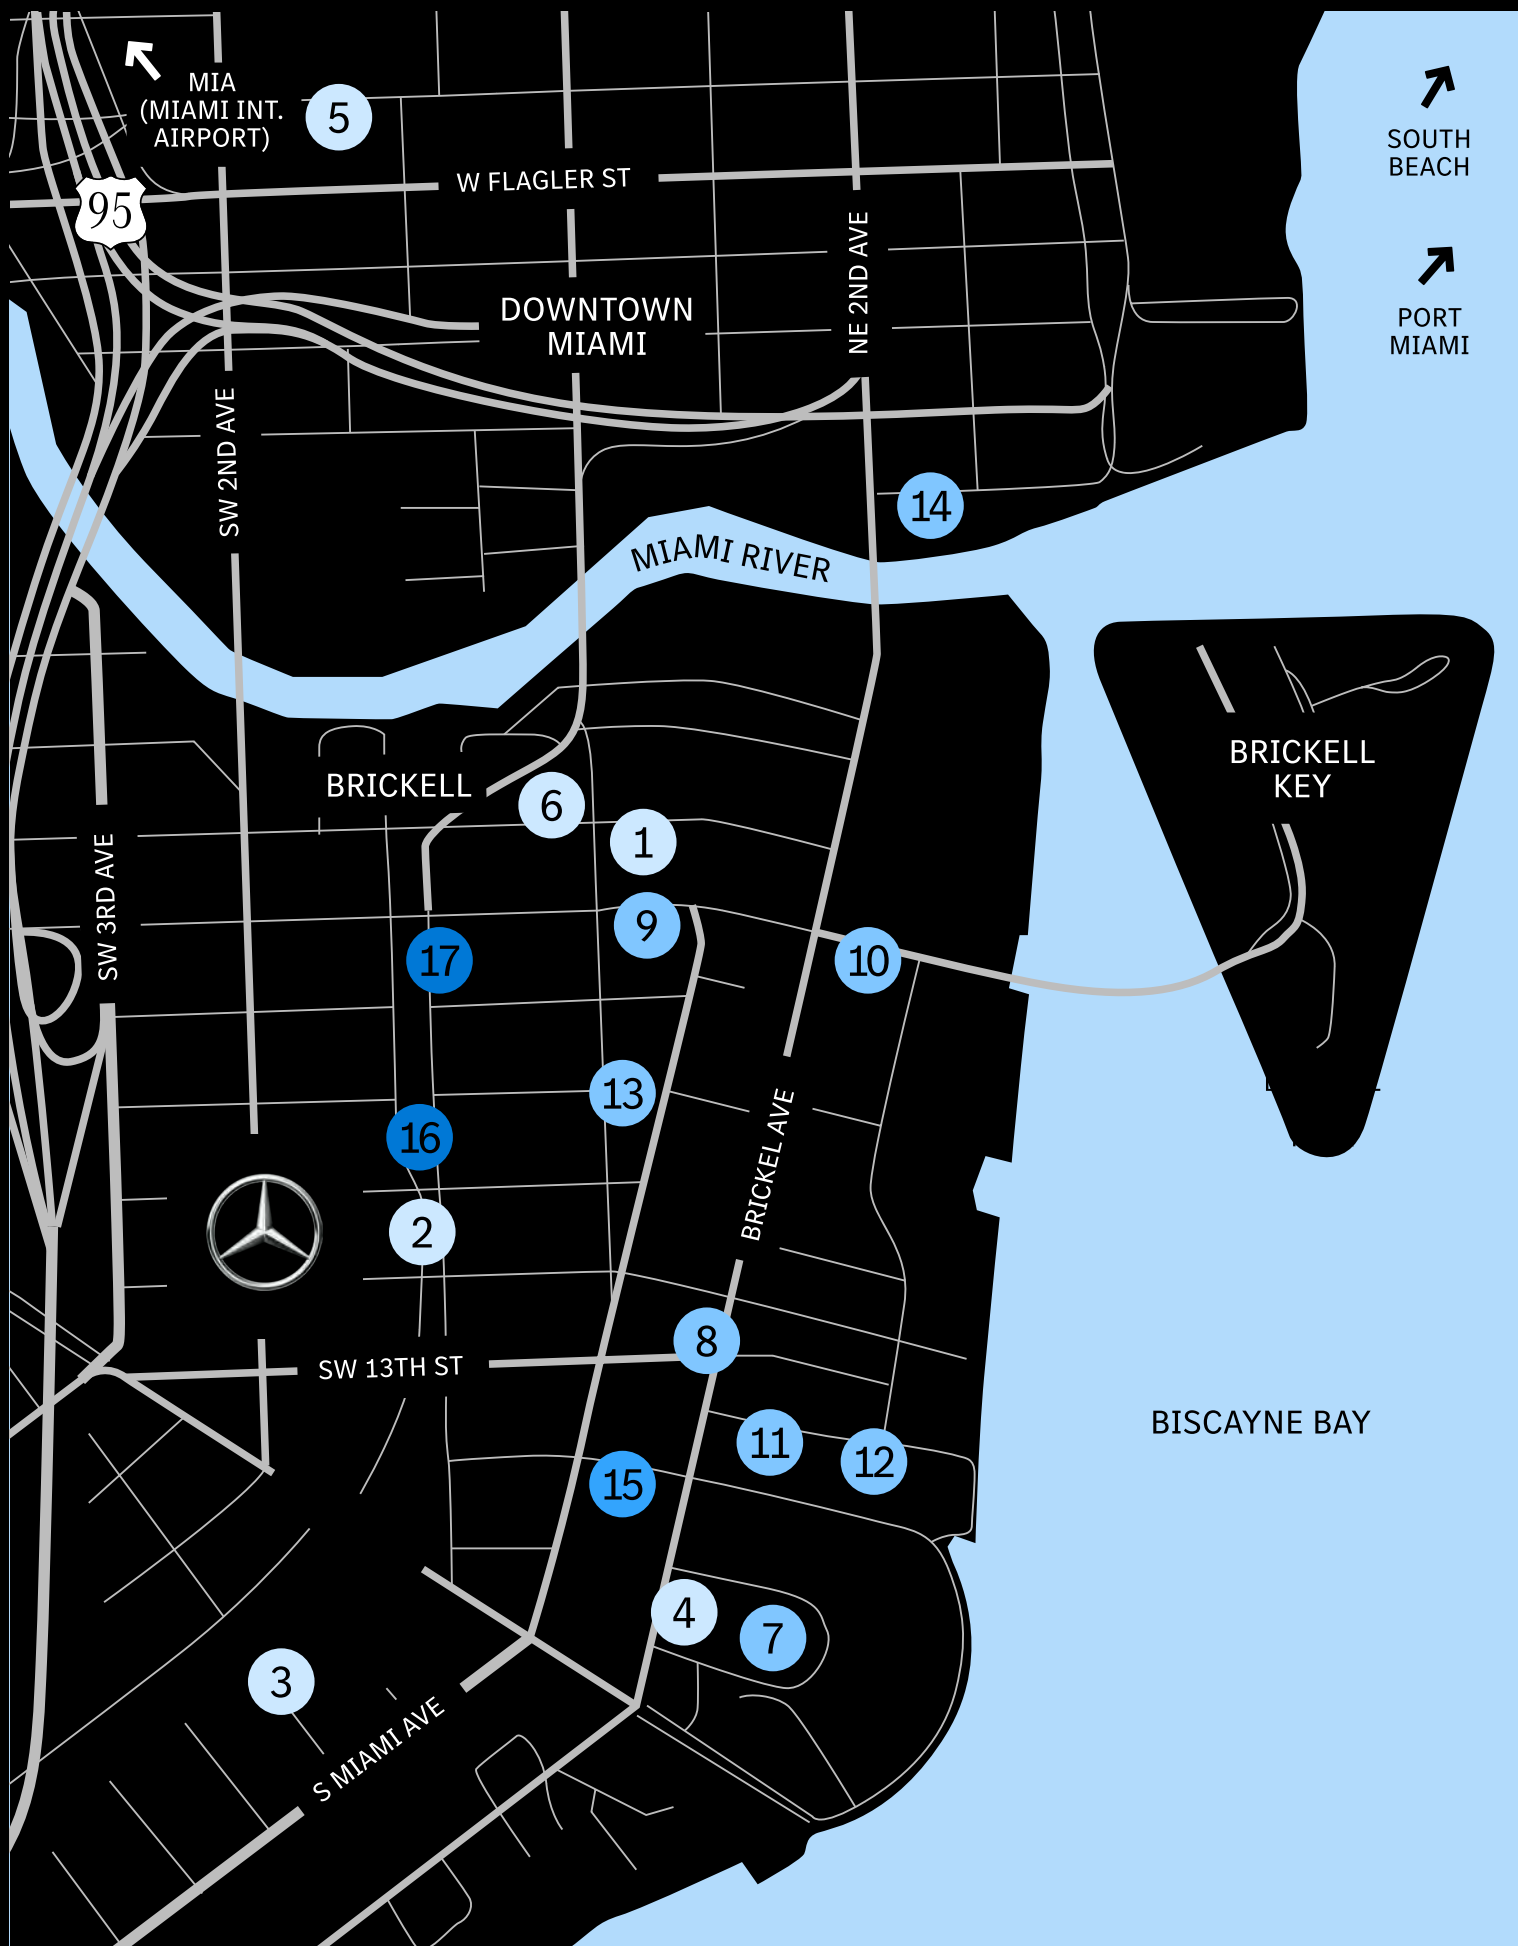 MIA
(MIAMI INT.
AIRPORT)
5
SOUTH
BEACH
W FLAGLER ST
95
NE 2ND AVE
DOWNTOWN
MIAMI
PORT
MIAMI
SW 2ND AVE
14
MIAMI RIVER
BRICKELL
KEY
BRICKELL
6
1
SW 3RD AVE
9
17
10
13
16
BRICKEL AVE
2
8
SW 13TH ST
11
12
BISCAYNE BAY
15
4
7
3
S MIAMI AVE